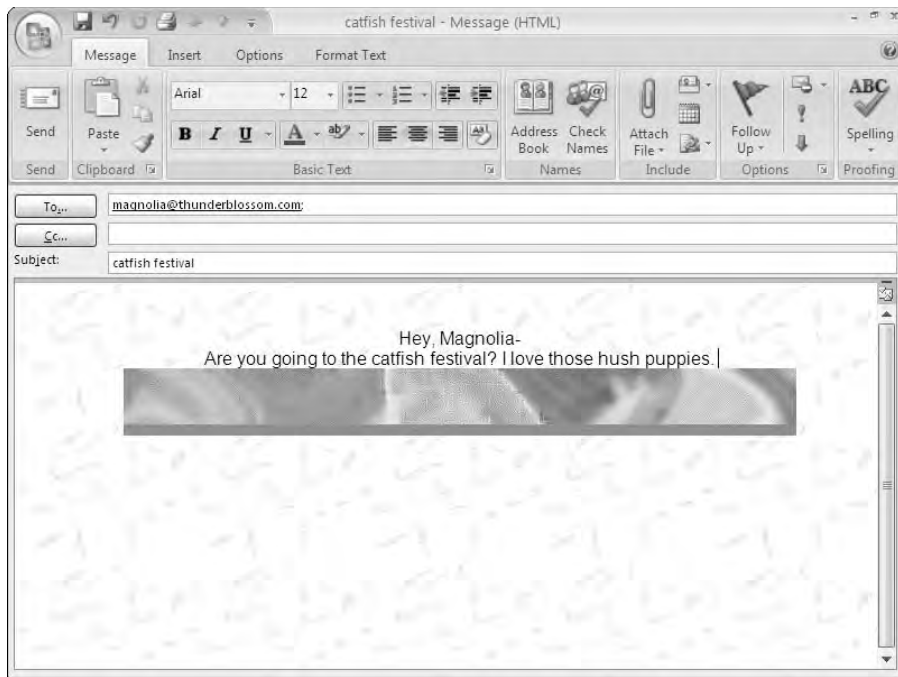 catfish festival - Message (HTML)
Message Insert Options Format Text
Arial 12
B I U A ab
ABC
Send Paste Address Book Check Names Attach File Follow Up Spelling
Send Clipboard Basic Text Names Include Options Proofing
To... magnolia@thunderblossom.com;
Cc...
Subject: catfish festival
Hey, Magnolia-
Are you going to the catfish festival? I love those hush puppies.